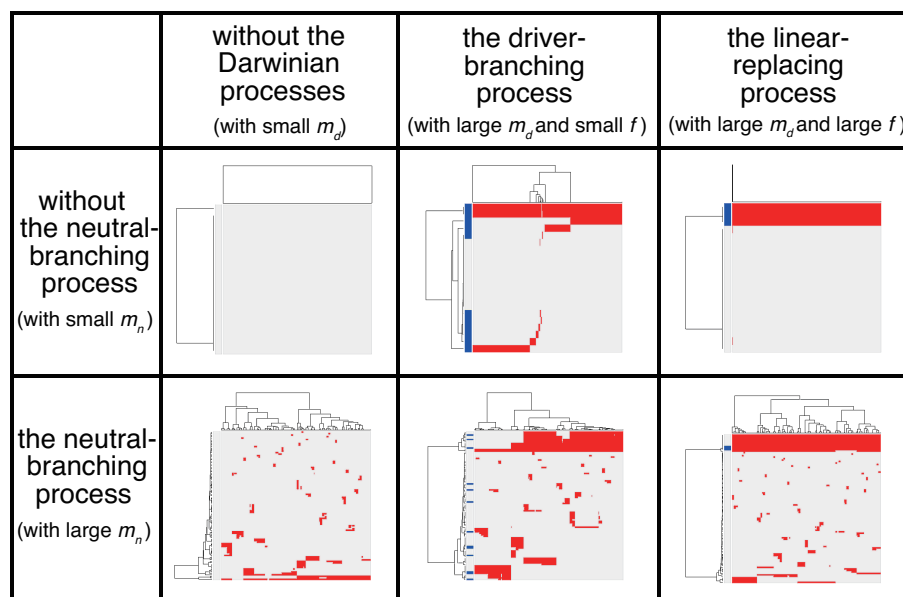 without the
Darwinian
processes
(with small m_d)
the driver-
branching
process
(with large m_d and small f)
the linear-
replacing
process
(with large m_d and large f)
without
the neutral-
branching
process
(with small m_n)
the neutral-
branching
process
(with large m_n)